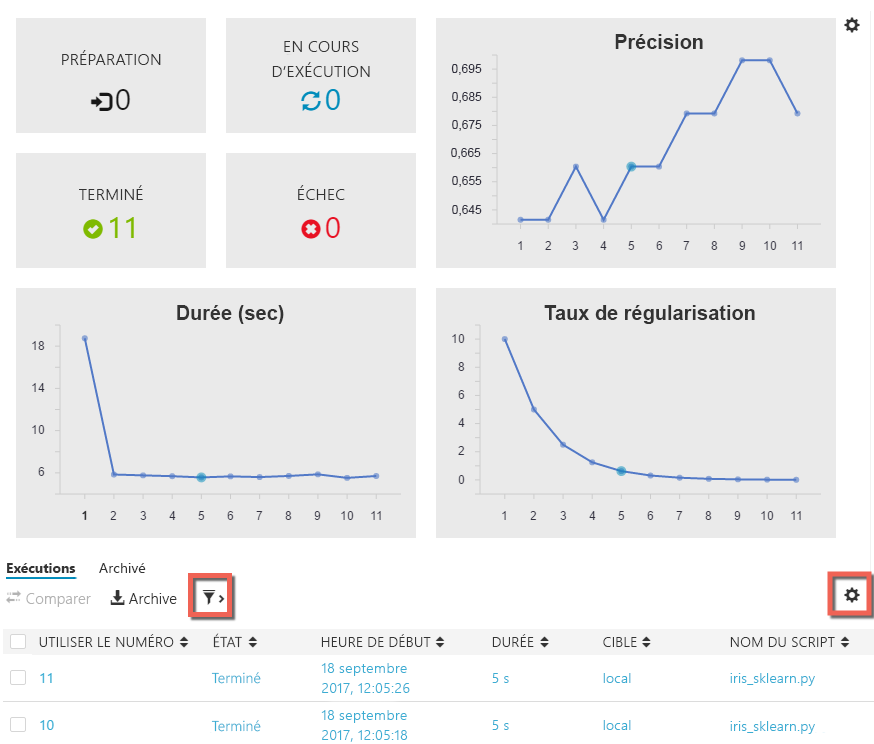 PRÉPARATION
0
EN COURS
D'EXÉCUTION
0
TERMINÉ
11
ÉCHEC
0
Précision
0,695
0,685
0,675
0,665
0,655
0,645
1 2 3 4 5 6 7 8 9 10 11
Durée (sec)
18
14
10
6
1 2 3 4 5 6 7 8 9 10 11
Taux de régularisation
10
8
6
4
2
0
1 2 3 4 5 6 7 8 9 10 11
Exécutions Archivé
Comparer Archive
UTILISER LE NUMÉRO ÉTAT HEURE DE DÉBUT DURÉE CIBLE NOM DU SCRIPT
11 Terminé 18 septembre 2017, 12:05:26 5 s local iris_sklearn.py
10 Terminé 18 septembre 2017, 12:05:18 5 s local iris_sklearn.py